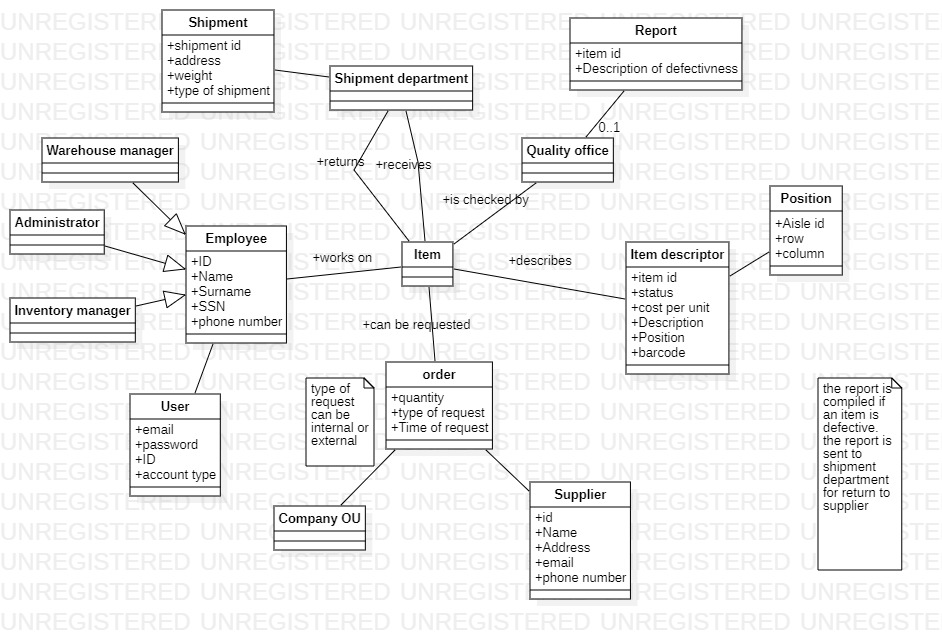 Shipment
+shipment id
+address
+weight
+type of shipment
Shipment department
Report
+item id
+Description of defectivness
0..1
Quality office
+returns
+receives
+is checked by
Warehouse manager
Administrator
Inventory manager
Employee
+ID
+Name
+Surname
+SSN
+phone number
+works on
Item
+describes
Item descriptor
+item id
+status
+cost per unit
+Description
+Position
+barcode
Position
+Aisle id
+row
+column
+can be requested
order
+quantity
+type of request
+Time of request
type of
request
can be
internal or
external
User
+email
+password
+ID
+account type
Company OU
Supplier
+id
+Name
+Address
+email
+phone number
the report is
compiled if
an item is
defective.
the report is
sent to
shipment
department
for return to
supplier
UNREGISTERED